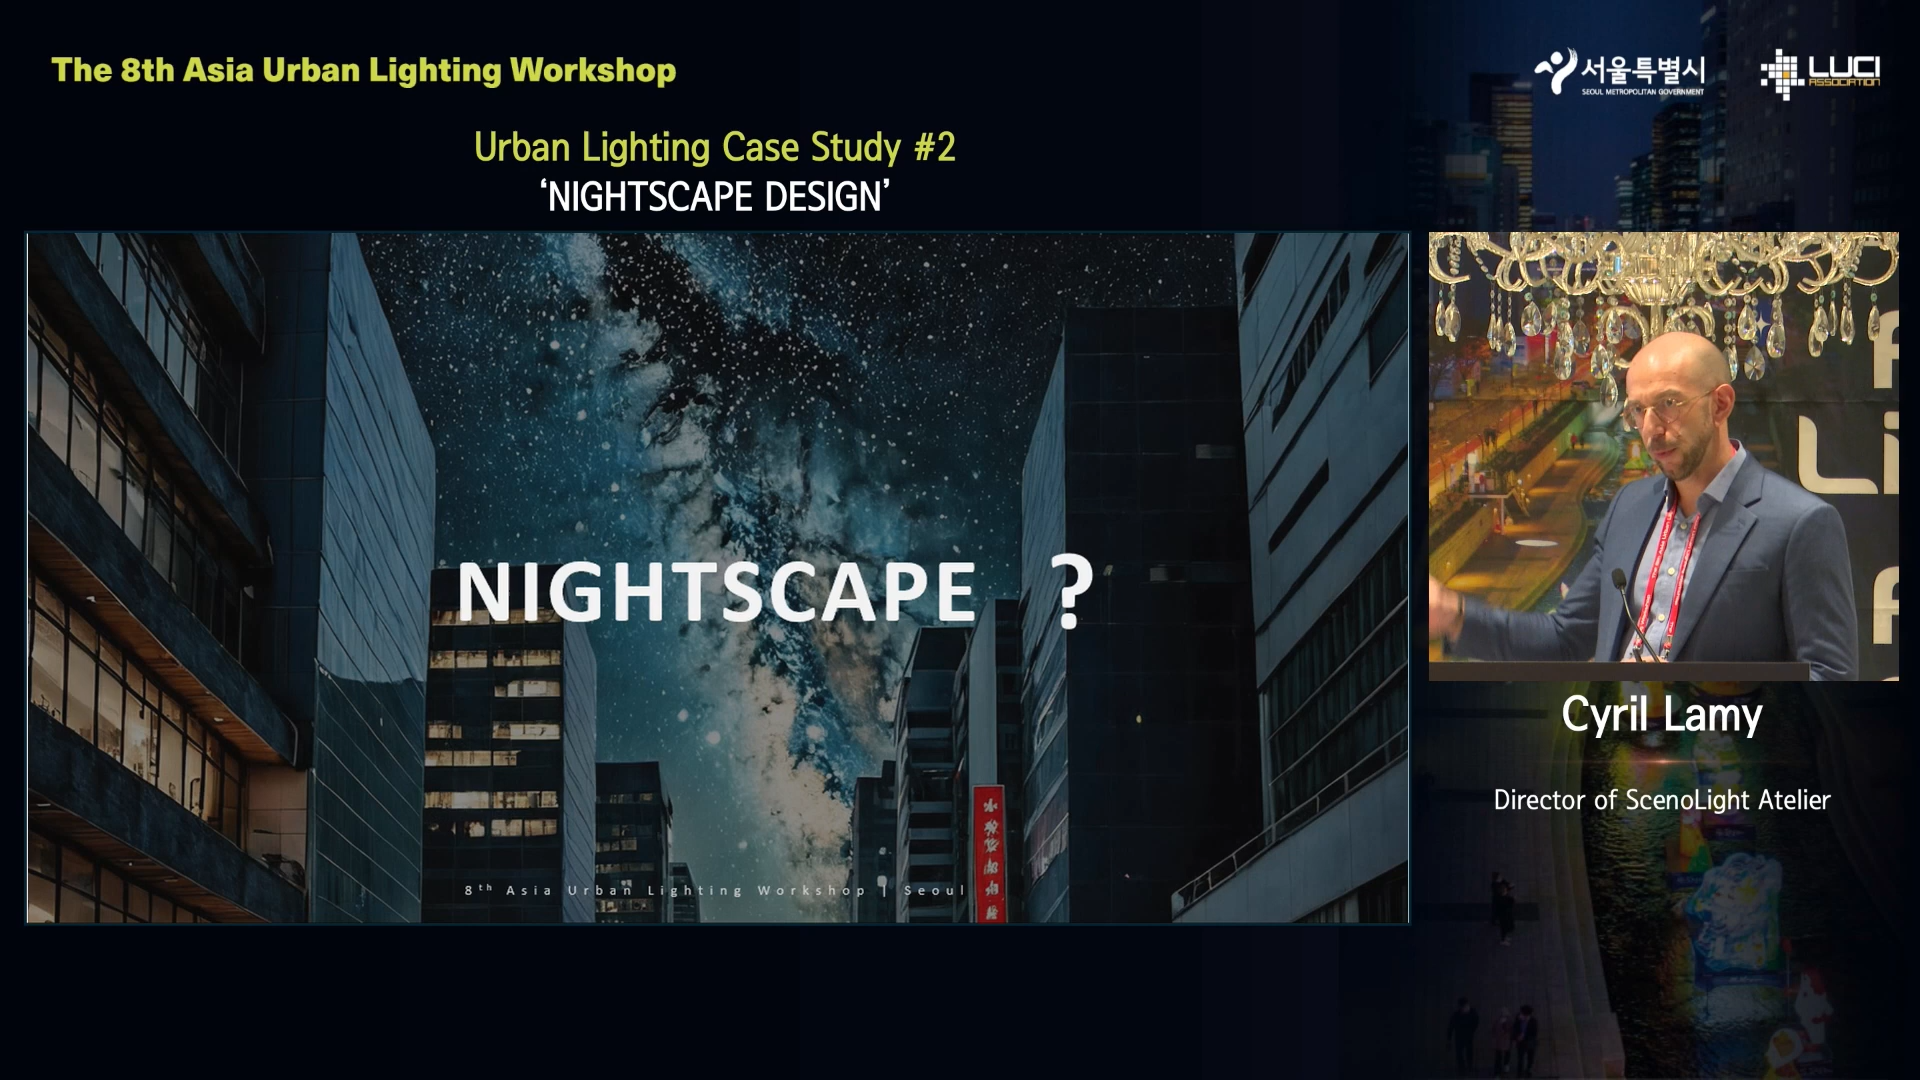 The 8th Asia Urban Lighting Workshop
서울특별시
SEOUL METROPOLITAN GOVERNMENT
LUCI
ASSOCIATION
Urban Lighting Case Study #2
‘NIGHTSCAPE DESIGN’
NIGHTSCAPE ?
8th Asia Urban Lighting Workshop | Seoul
Cyril Lamy
Director of ScenoLight Atelier